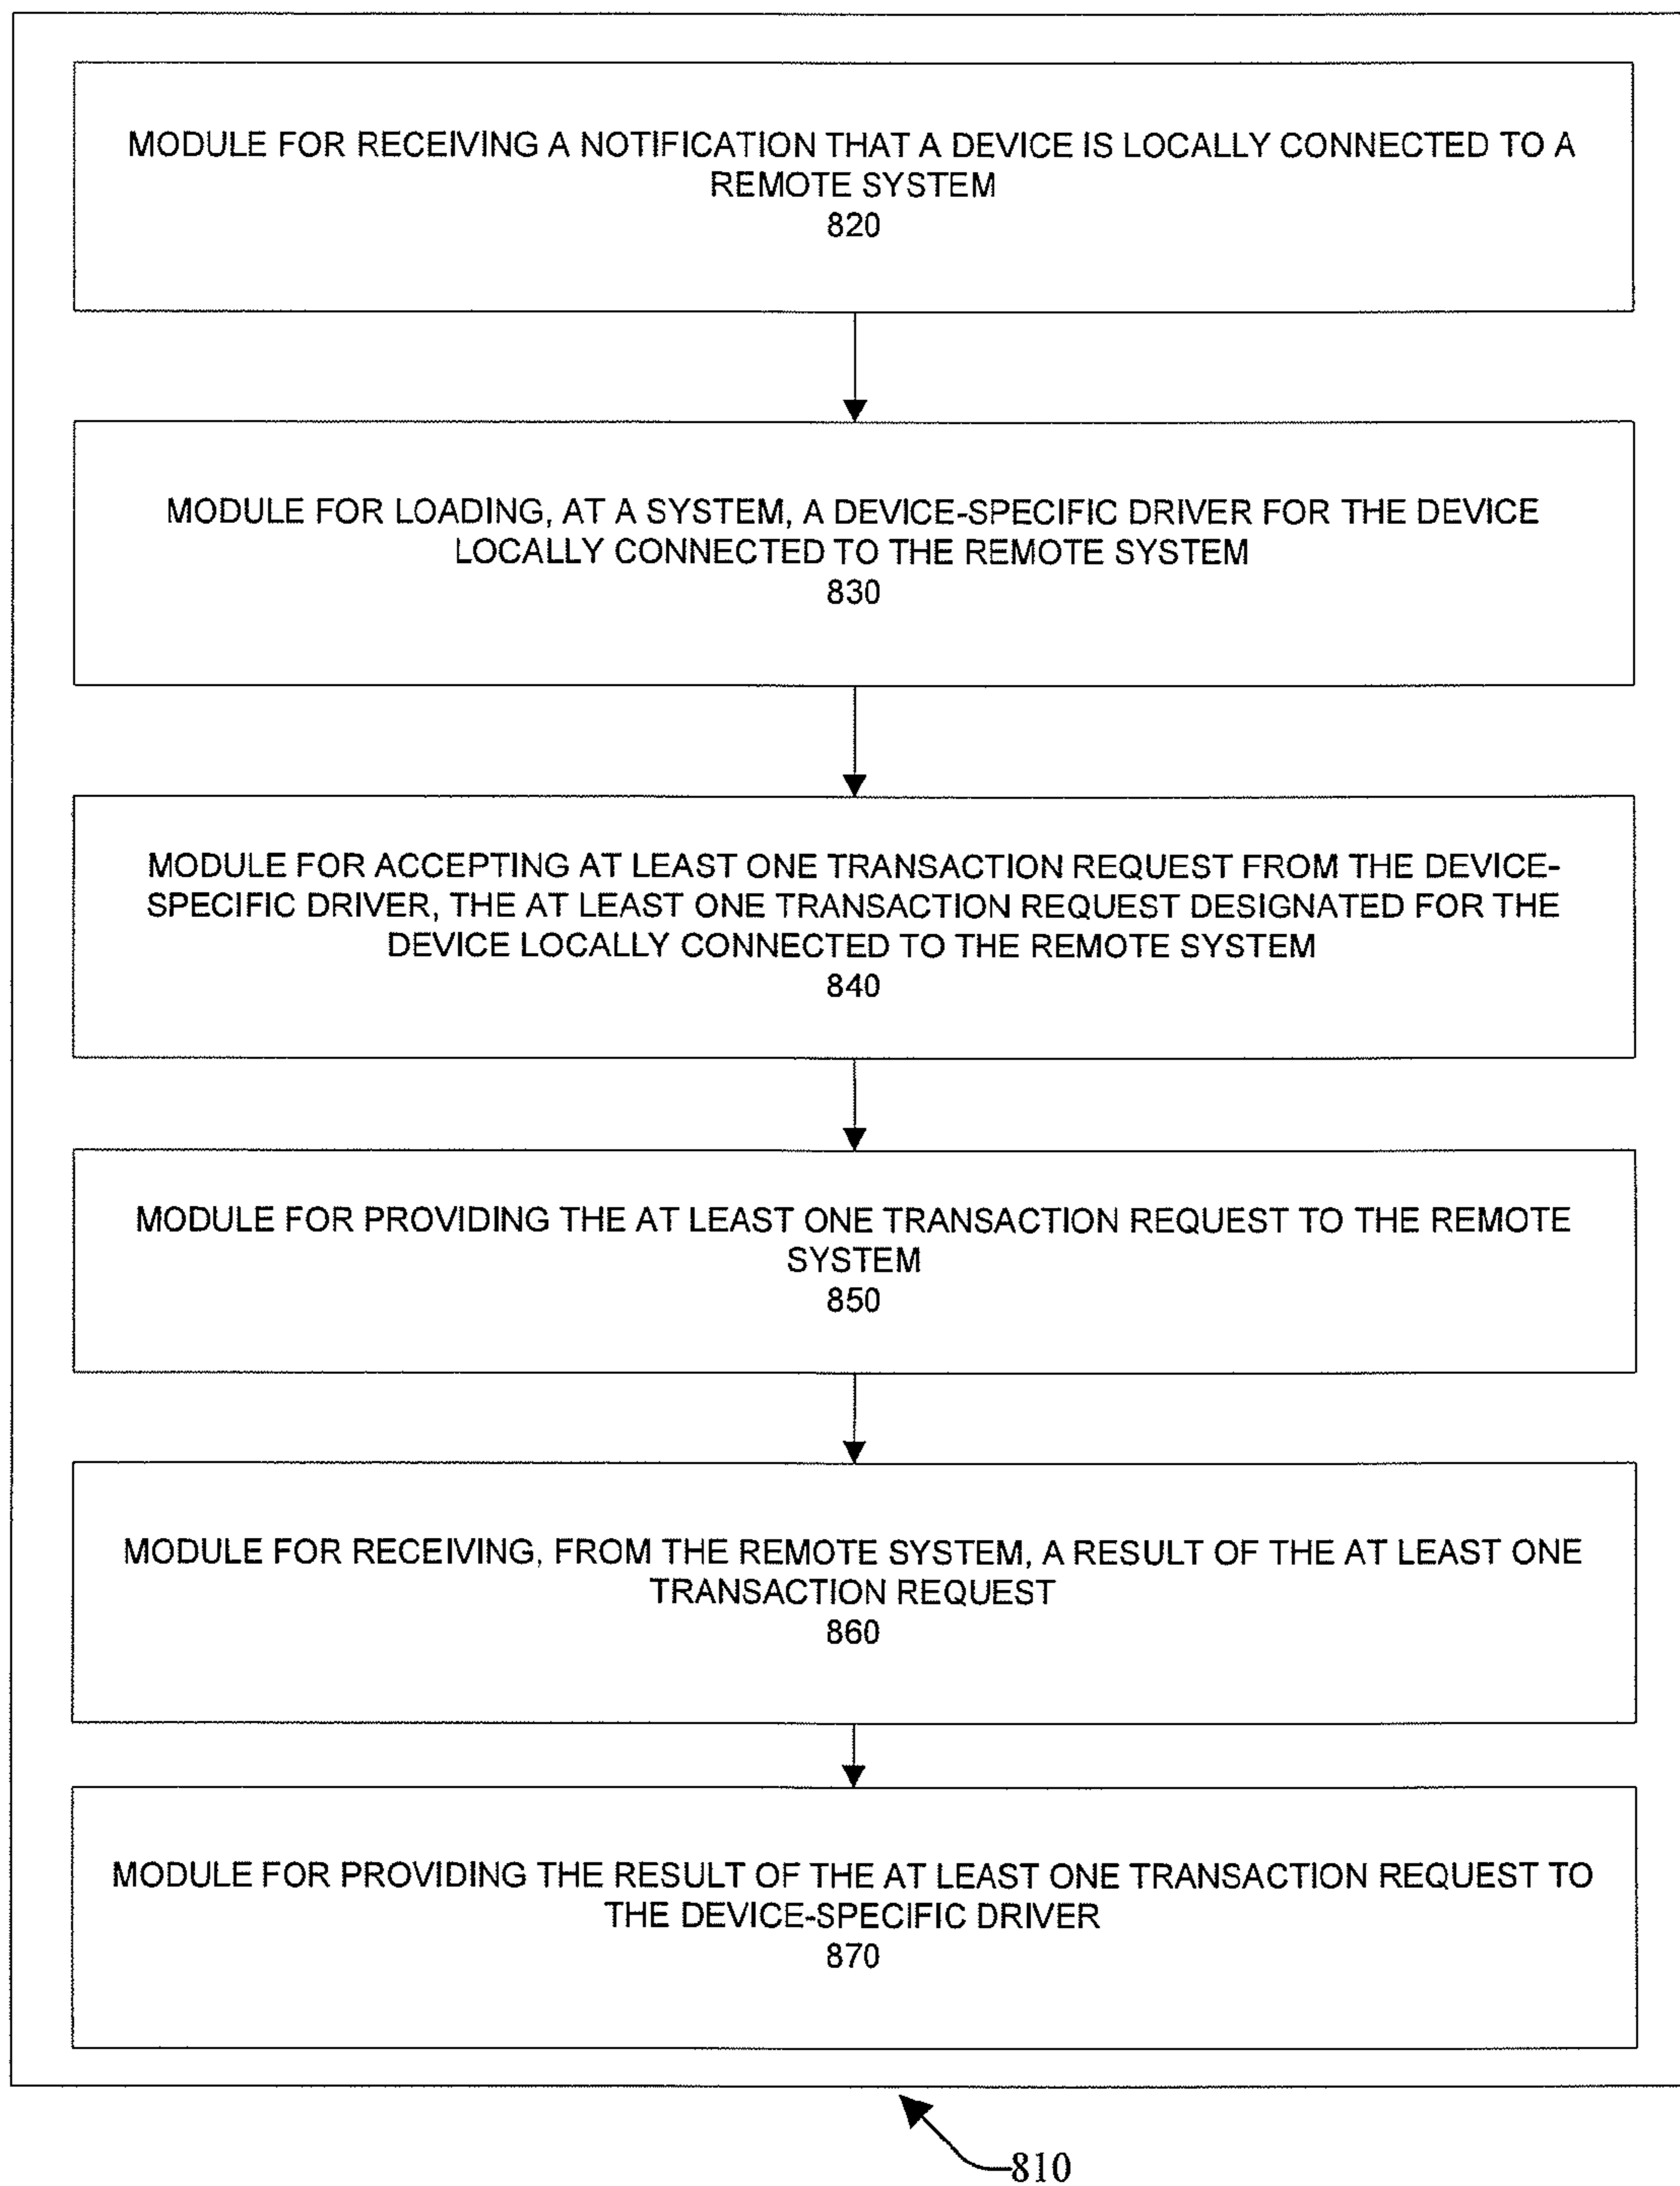 MODULE FOR RECEIVING A NOTIFICATION THAT A DEVICE IS LOCALLY CONNECTED TO A
REMOTE SYSTEM
820
MODULE FOR LOADING, AT A SYSTEM, A DEVICE-SPECIFIC DRIVER FOR THE DEVICE
LOCALLY CONNECTED TO THE REMOTE SYSTEM
830
MODULE FOR ACCEPTING AT LEAST ONE TRANSACTION REQUEST FROM THE DEVICE-
SPECIFIC DRIVER, THE AT LEAST ONE TRANSACTION REQUEST DESIGNATED FOR THE
DEVICE LOCALLY CONNECTED TO THE REMOTE SYSTEM
840
MODULE FOR PROVIDING THE AT LEAST ONE TRANSACTION REQUEST TO THE REMOTE
SYSTEM
850
MODULE FOR RECEIVING, FROM THE REMOTE SYSTEM, A RESULT OF THE AT LEAST ONE
TRANSACTION REQUEST
860
MODULE FOR PROVIDING THE RESULT OF THE AT LEAST ONE TRANSACTION REQUEST TO
THE DEVICE-SPECIFIC DRIVER
870
810